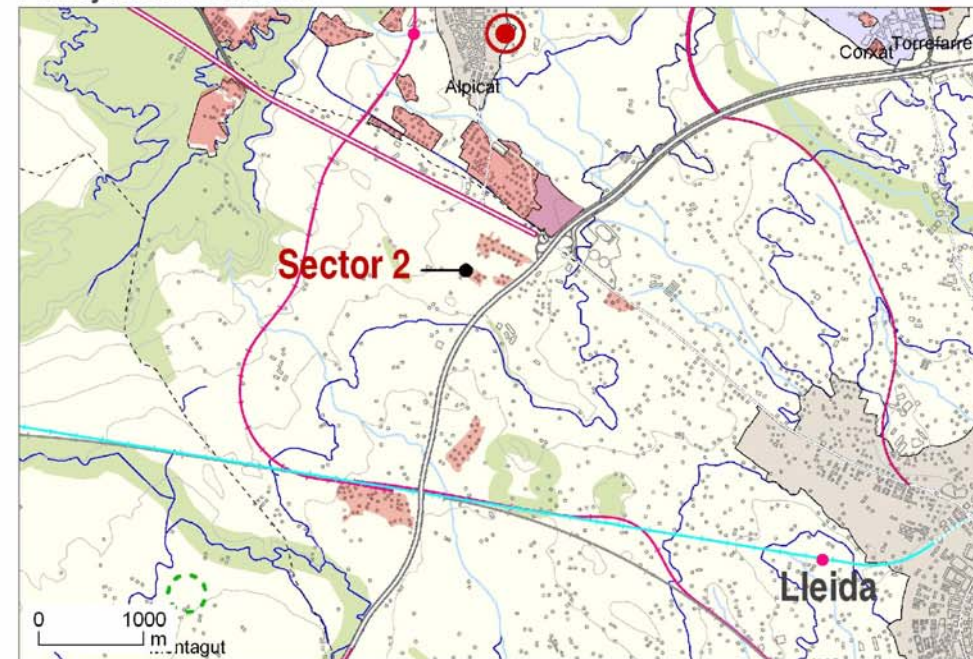 Corxat
Torrefarre
Alpicat
Sector 2
Lleida
0
1000
m
ntagut